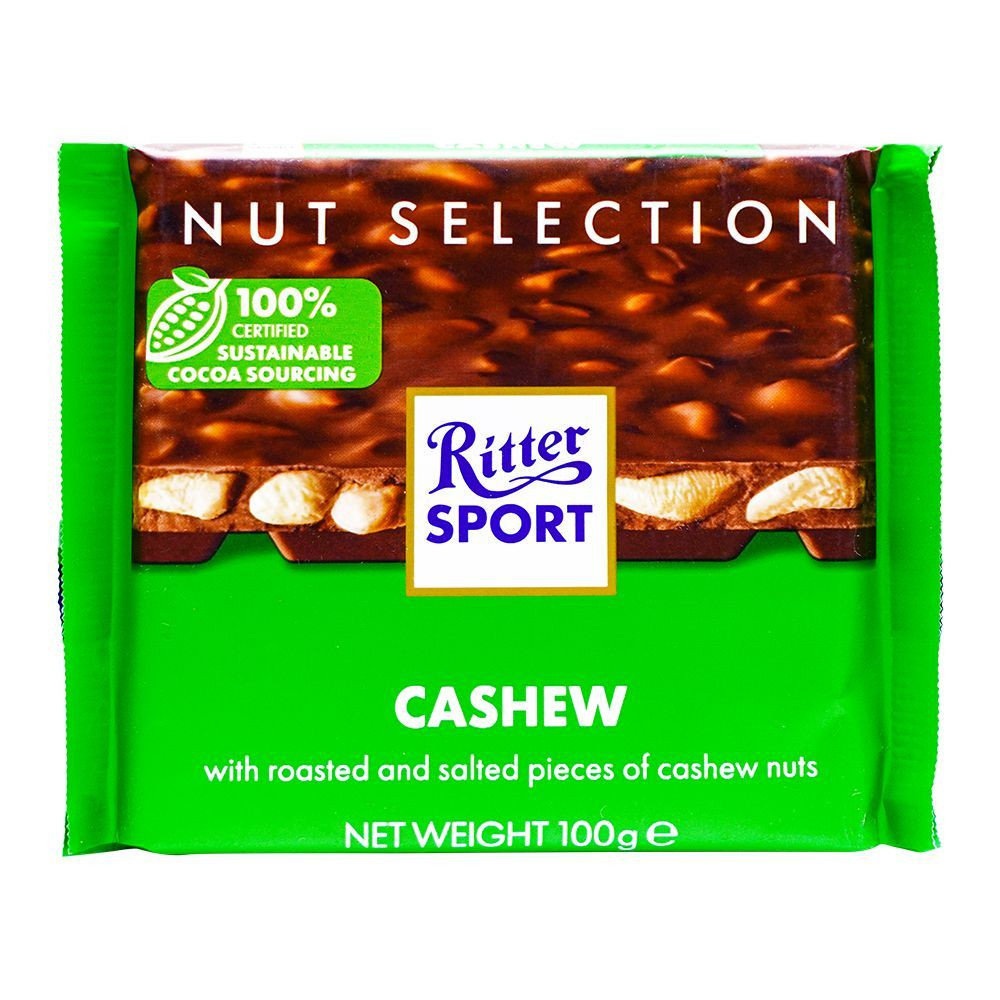 NUT SELECTION
100%
CERTIFIED
SUSTAINABLE
COCOA SOURCING
Ritter
SPORT
CASHEW
with roasted and salted pieces of cashew nuts
NET WEIGHT 100g ℮